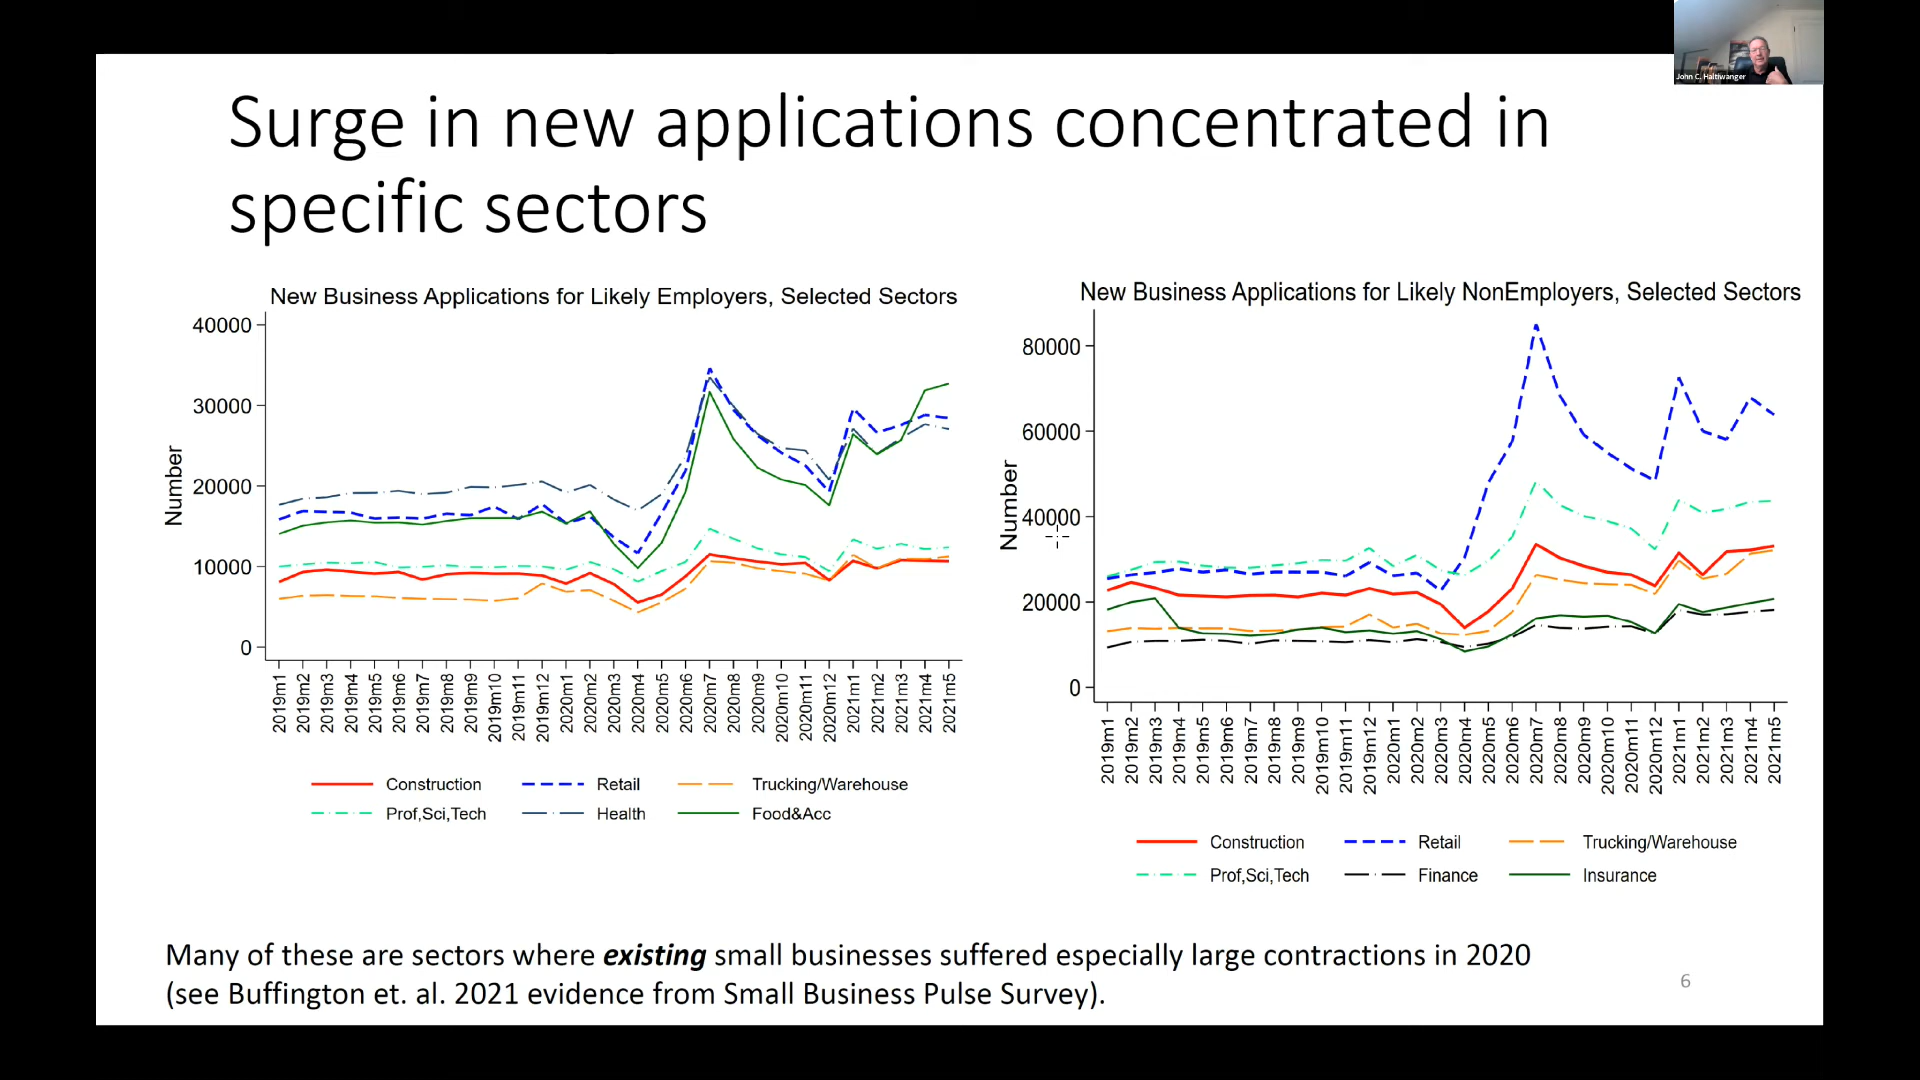 John C. Haltiwanger
Surge in new applications concentrated in
specific sectors
New Business Applications for Likely Employers, Selected Sectors
Number
40000
30000
20000
10000
0
2019m1
2019m2
2019m3
2019m4
2019m5
2019m6
2019m7
2019m8
2019m9
2019m10
2019m11
2019m12
2020m1
2020m2
2020m3
2020m4
2020m5
2020m6
2020m7
2020m8
2020m9
2020m10
2020m11
2020m12
2021m1
2021m2
2021m3
2021m4
2021m5
Construction Retail Trucking/Warehouse
Prof,Sci,Tech Health Food&Acc
New Business Applications for Likely NonEmployers, Selected Sectors
Number
80000
60000
40000
20000
0
2019m1
2019m2
2019m3
2019m4
2019m5
2019m6
2019m7
2019m8
2019m9
2019m10
2019m11
2019m12
2020m1
2020m2
2020m3
2020m4
2020m5
2020m6
2020m7
2020m8
2020m9
2020m10
2020m11
2020m12
2021m1
2021m2
2021m3
2021m4
2021m5
Construction Retail Trucking/Warehouse
Prof,Sci,Tech Finance Insurance
Many of these are sectors where existing small businesses suffered especially large contractions in 2020
(see Buffington et. al. 2021 evidence from Small Business Pulse Survey).
6